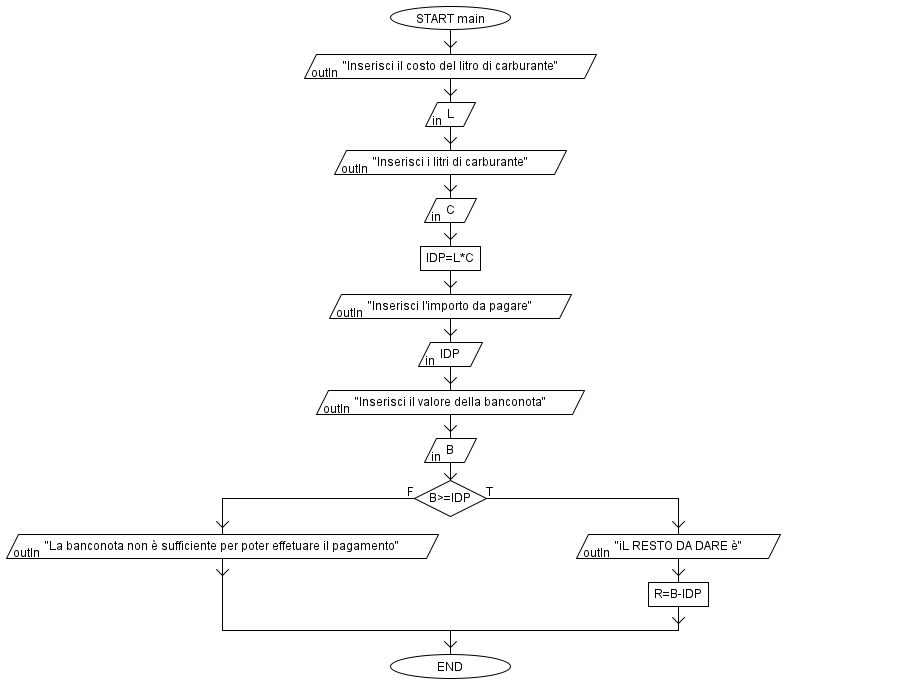 START main
outln "Inserisci il costo del litro di carburante"
in L
outln "Inserisci i litri di carburante"
in C
IDP=L*C
outln "Inserisci l'importo da pagare"
in IDP
outln "Inserisci il valore della banconota"
in B
F B>=IDP T
outln "La banconota non è sufficiente per poter effetuare il pagamento"
outln "iL RESTO DA DARE è"
R=B-IDP
END